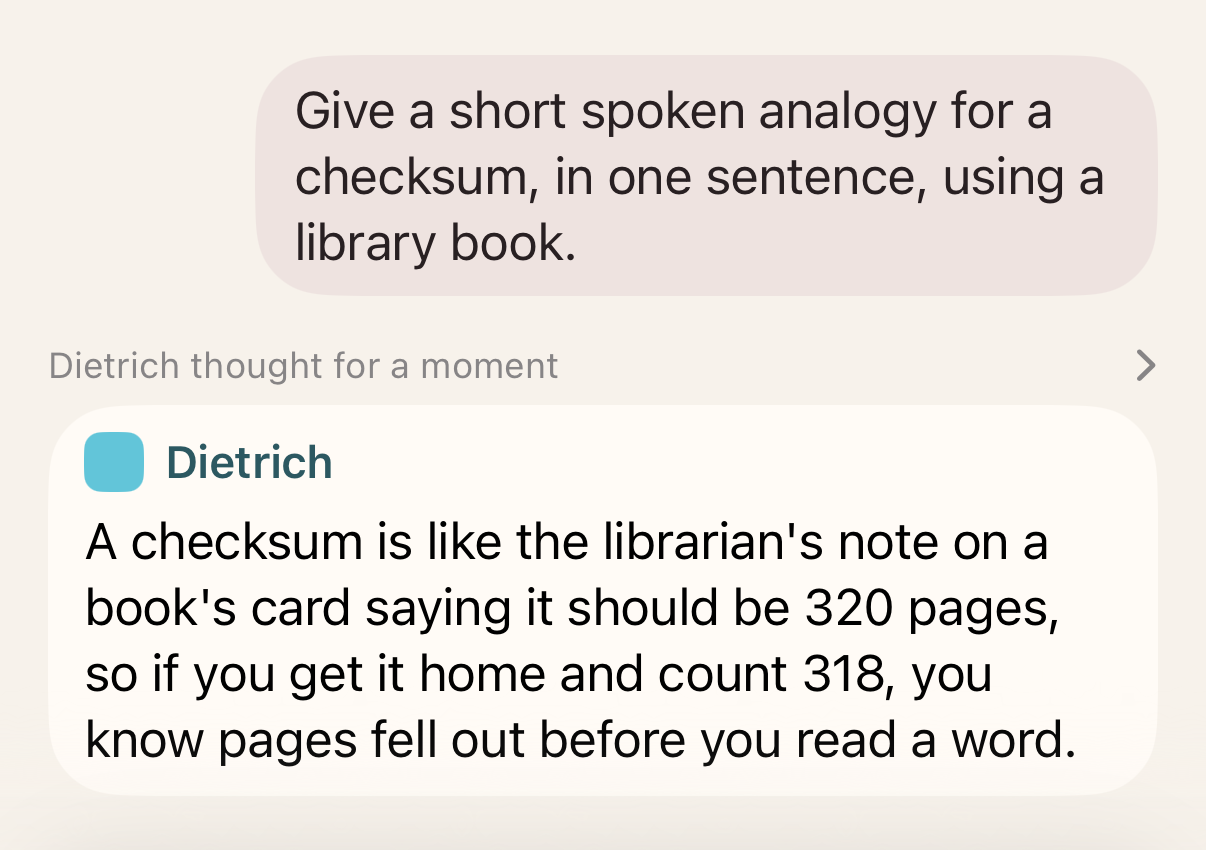 Give a short spoken analogy for a
checksum, in one sentence, using a
library book.
Dietrich thought for a moment
Dietrich
A checksum is like the librarian's note on a
book's card saying it should be 320 pages,
so if you get it home and count 318, you
know pages fell out before you read a word.